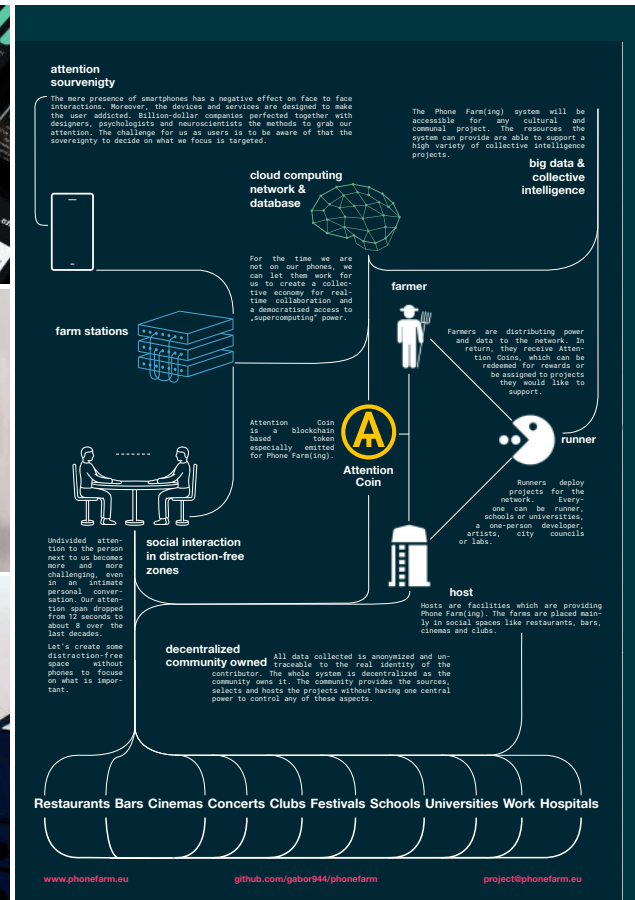 attention
sourvenigty
The mere presence of smartphones has a negative effect on face to face
interactions. Moreover, the devices and services are designed to make
the user addicted. Billion-dollar companies perfected together with
designers, psychologists and neuroscientists the methods to grab our
attention. The challenge for us as users is to be aware of that the
sovereignty to decide on what we focus is targeted.
The Phone Farm(ing) system will be
accessible for any cultural and
communal project. The resources the
system can provide are able to support a
high variety of collective intelligence
projects.
big data &
collective
intelligence
cloud computing
network &
database
For the time we are
not on our phones, we
can let them work for
us to create a collec-
tive economy for real-
time collaboration and
a democratised access to
„supercomputing" power.
farmer
farm stations
Farmers are distributing power
and data to the network. In
return, they receive Atten-
tion Coins, which can be
redeemed for rewards or
be assigned to projects
they would like to
support.
Attention Coin
is a blockchain
based token
especially emitted
for Phone Farm(ing).
Attention
Coin
runner
Runners deploy
projects for the
network. Every-
one can be runner,
schools or universities,
a one-person developer,
artists, city councils
or labs.
Undivided atten-
tion to the person
next to us becomes
more and more
challenging, even
in an intimate
personal conver-
sation. Our atten-
tion span dropped
from 12 seconds to
about 8 over the
last decades.
Let's create some
distraction-free
space without
phones to focus
on what is impor-
tant.
social interaction
in distraction-free
zones
host
Hosts are facilities which are providing
Phone Farm(ing). The farms are placed main-
ly in social spaces like restaurants, bars,
cinemas and clubs.
decentralized
community owned
All data collected is anonymized and un-
traceable to the real identity of the
contributor. The whole system is decentralized as the
community owns it. The community provides the sources,
selects and hosts the projects without having one central
power to control any of these aspects.
Restaurants Bars Cinemas Concerts Clubs Festivals Schools Universities Work Hospitals
www.phonefarm.eu github.com/gabor944/phonefarm project@phonefarm.eu